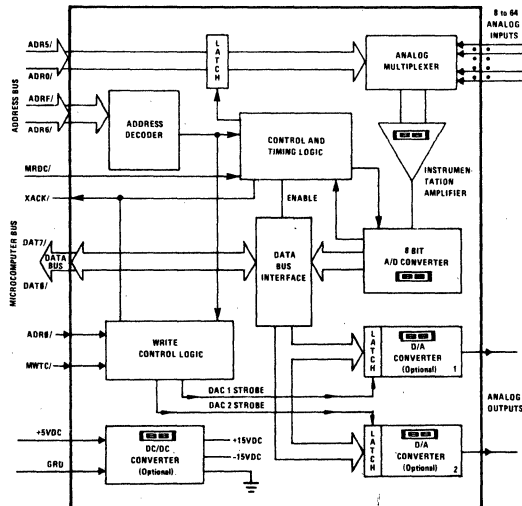 8 to 64
ANALOG
INPUTS
ADR5/
ADR0/
LATCH
ANALOG
MULTIPLEXER
ADDRESS BUS
ADRF/
ADR6/
ADDRESS
DECODER
CONTROL AND
TIMING LOGIC
INSTRUMEN-
TATION
AMPLIFIER
MRDC/
XACK/
ENABLE
MICROCOMPUTER BUS
DAT7/
DATA
BUS
DAT0/
DATA
BUS
INTERFACE
8 BIT
A/D CONVERTER
ADR0/
MWTC/
WRITE
CONTROL LOGIC
LATCH
D/A
CONVERTER
(Optional)
1
DAC 1 STROBE
DAC 2 STROBE
ANALOG
OUTPUTS
+5VDC
GRD
DC/DC
CONVERTER
(Optional)
+15VDC
-15VDC
LATCH
D/A
CONVERTER
(Optional)
2